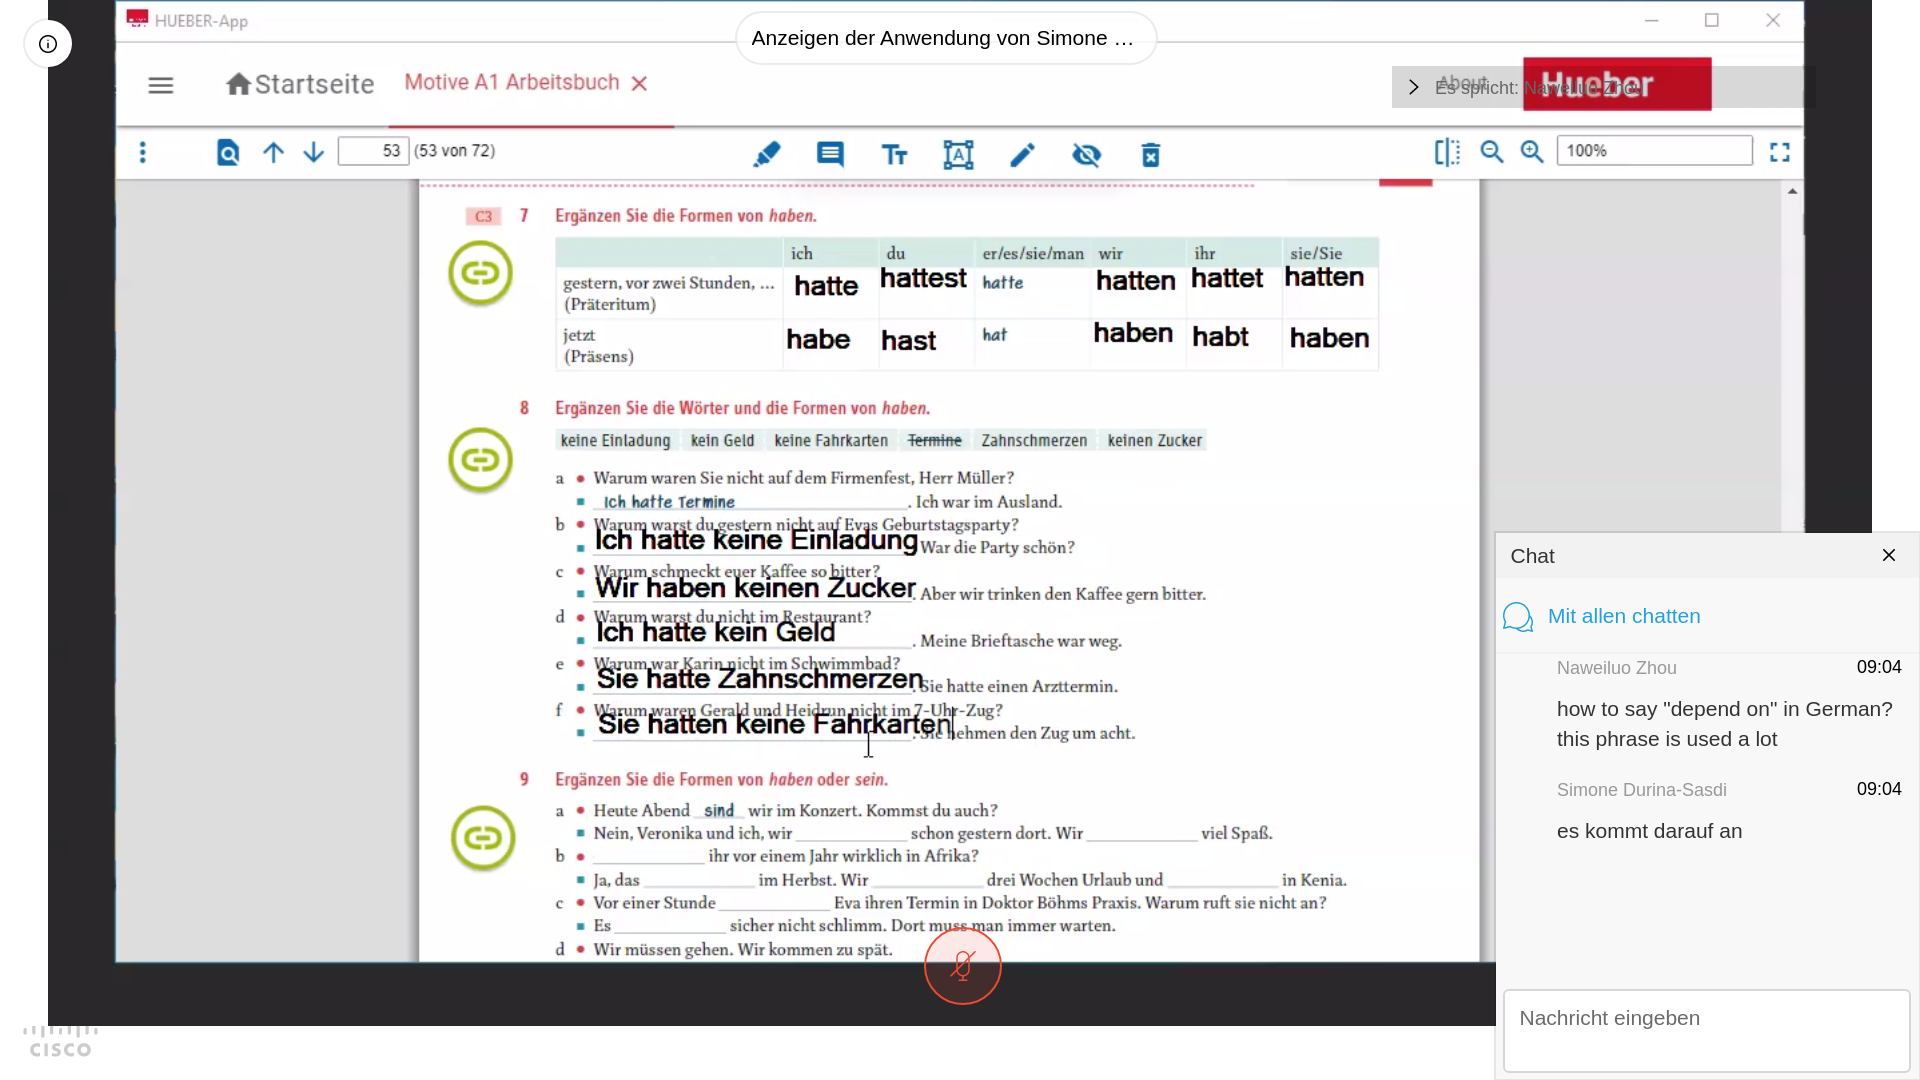 HUEBER-App
Anzeigen der Anwendung von Simone …
Startseite
Motive A1 Arbeitsbuch
About
Es spricht: Naweiluo Zhou
Hueber
53 (53 von 72)
100%
C3 7 Ergänzen Sie die Formen von haben.
ich du er/es/sie/man wir ihr sie/Sie
gestern, vor zwei Stunden, … hatte hattest hatte hatten hattet hatten
(Präteritum)
jetzt habe hast hat haben habt haben
(Präsens)
8 Ergänzen Sie die Wörter und die Formen von haben.
keine Einladung kein Geld keine Fahrkarten Termine Zahnschmerzen keinen Zucker
a Warum waren Sie nicht auf dem Firmenfest, Herr Müller?
Ich hatte Termine . Ich war im Ausland.
b Warum warst du gestern nicht auf Evas Geburtstagsparty?
Ich hatte keine Einladung War die Party schön?
c Warum schmeckt euer Kaffee so bitter?
Wir haben keinen Zucker . Aber wir trinken den Kaffee gern bitter.
d Warum warst du nicht im Restaurant?
Ich hatte kein Geld . Meine Brieftasche war weg.
e Warum war Karin nicht im Schwimmbad?
Sie hatte Zahnschmerzen . Sie hatte einen Arzttermin.
f Warum waren Gerald und Heidrun nicht im 7-Uhr-Zug?
Sie hatten keine Fahrkarten . Sie nehmen den Zug um acht.
9 Ergänzen Sie die Formen von haben oder sein.
a Heute Abend sind wir im Konzert. Kommst du auch?
Nein, Veronika und ich, wir ____________ schon gestern dort. Wir ____________ viel Spaß.
b ____________ ihr vor einem Jahr wirklich in Afrika?
Ja, das ____________ im Herbst. Wir ____________ drei Wochen Urlaub und ____________ in Kenia.
c Vor einer Stunde ____________ Eva ihren Termin in Doktor Böhms Praxis. Warum ruft sie nicht an?
Es ____________ sicher nicht schlimm. Dort muss man immer warten.
d Wir müssen gehen. Wir kommen zu spät.
Chat
Mit allen chatten
Naweiluo Zhou 09:04
how to say "depend on" in German?
this phrase is used a lot
Simone Durina-Sasdi 09:04
es kommt darauf an
Nachricht eingeben
CISCO